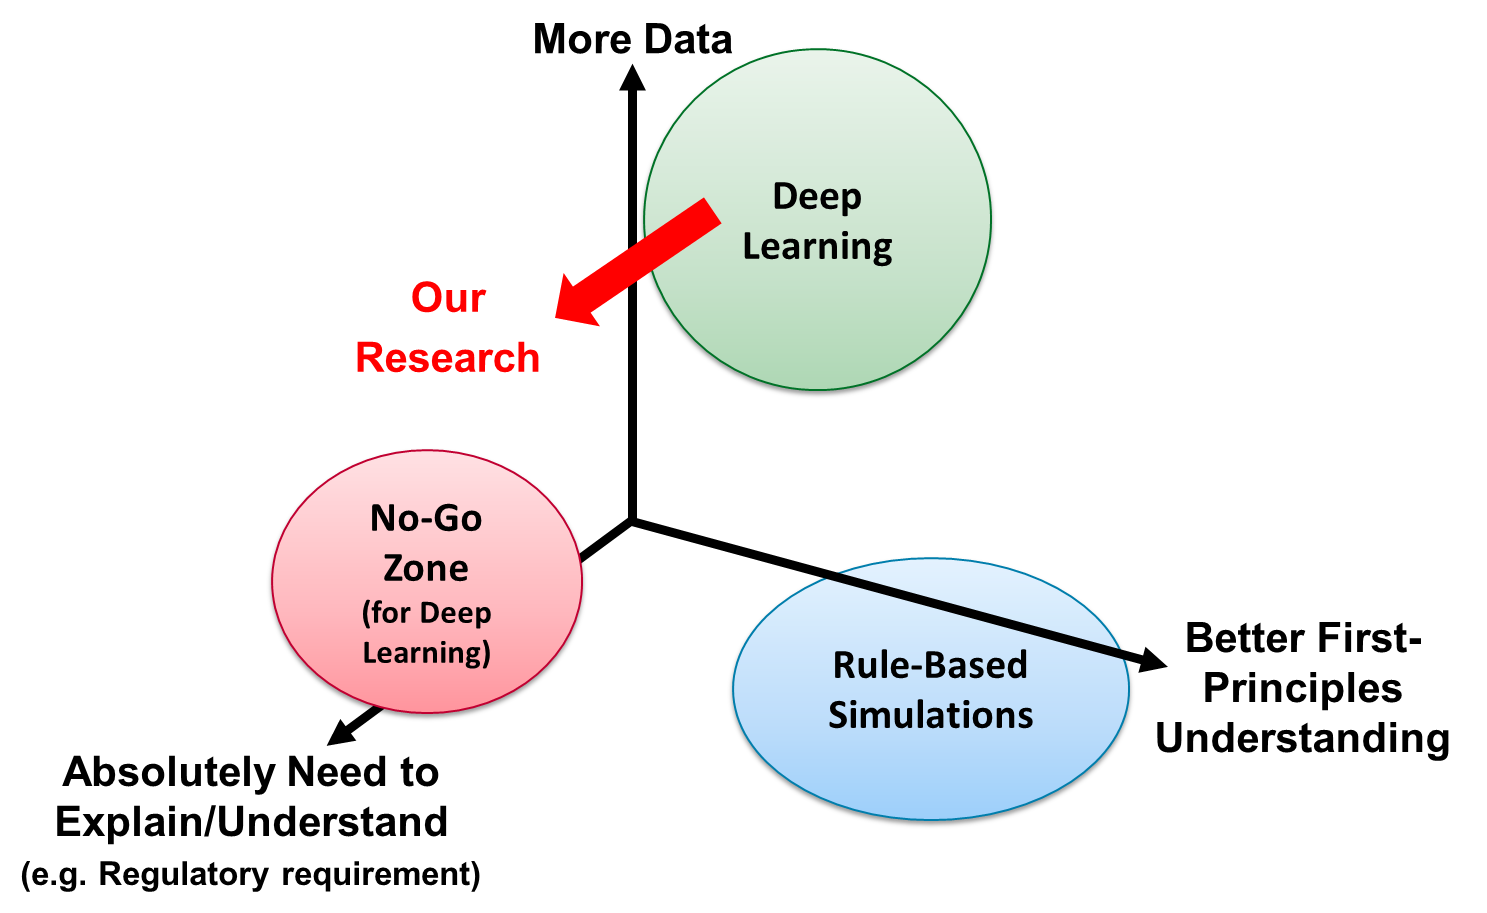 More Data
Deep
Learning
Our
Research
No-Go
Zone
(for Deep
Learning)
Rule-Based
Simulations
Better First-
Principles
Understanding
Absolutely Need to
Explain/Understand
(e.g. Regulatory requirement)